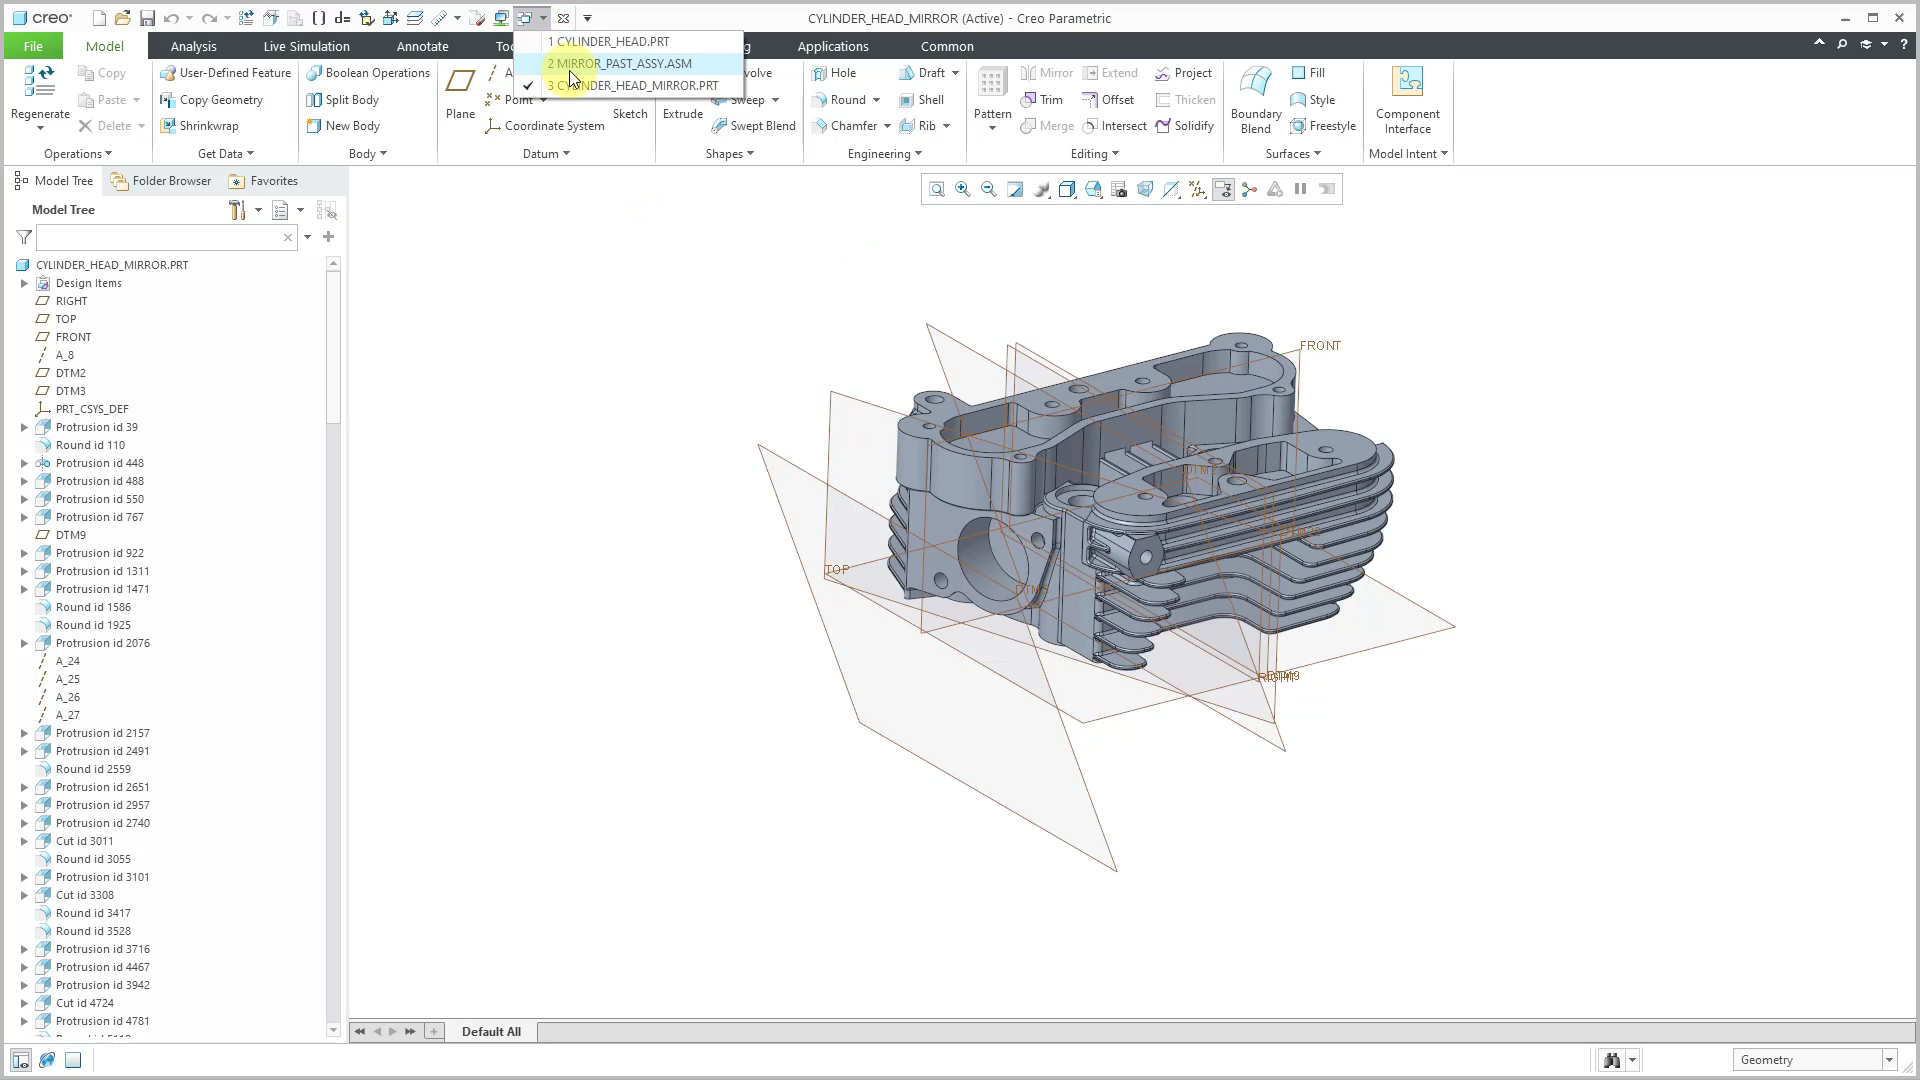 creo
CYLINDER_HEAD_MIRROR (Active) - Creo Parametric
File
Model
Analysis
Live Simulation
Annotate
Applications
Common
1 CYLINDER_HEAD.PRT
2 MIRROR_PAST_ASSY.ASM
3 CYLINDER_HEAD_MIRROR.PRT
Regenerate
Copy
Paste
Delete
Operations
User-Defined Feature
Copy Geometry
Shrinkwrap
Get Data
Boolean Operations
Split Body
New Body
Body
Plane
Point
Coordinate System
Sketch
Datum
Extrude
Sweep
Swept Blend
Shapes
Hole
Round
Chamfer
Draft
Shell
Rib
Engineering
Pattern
Mirror
Trim
Merge
Extend
Offset
Intersect
Project
Thicken
Solidify
Editing
Boundary
Blend
Fill
Style
Freestyle
Surfaces
Component
Interface
Model Intent
Model Tree
Folder Browser
Favorites
Model Tree
CYLINDER_HEAD_MIRROR.PRT
Design Items
RIGHT
TOP
FRONT
A_8
DTM2
DTM3
PRT_CSYS_DEF
Protrusion id 39
Round id 110
Protrusion id 448
Protrusion id 488
Protrusion id 550
Protrusion id 767
DTM9
Protrusion id 922
Protrusion id 1311
Protrusion id 1471
Round id 1586
Round id 1925
Protrusion id 2076
A_24
A_25
A_26
A_27
Protrusion id 2157
Protrusion id 2491
Round id 2559
Protrusion id 2651
Protrusion id 2957
Protrusion id 2740
Cut id 3011
Round id 3055
Protrusion id 3101
Cut id 3308
Round id 3417
Round id 3528
Protrusion id 3716
Protrusion id 4467
Protrusion id 3942
Cut id 4724
Protrusion id 4781
FRONT
TOP
Default All
Geometry